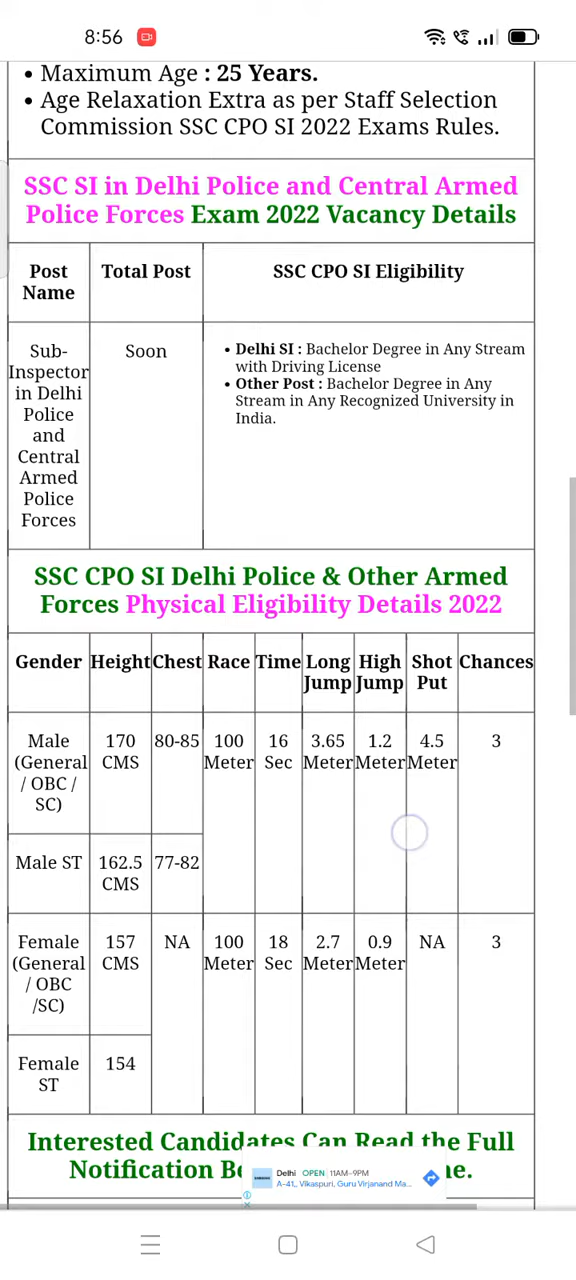 8:56
• Maximum Age : 25 Years.
• Age Relaxation Extra as per Staff Selection
Commission SSC CPO SI 2022 Exams Rules.
SSC SI in Delhi Police and Central Armed
Police Forces Exam 2022 Vacancy Details
Post Name
Total Post
SSC CPO SI Eligibility
Sub-
Inspector
in Delhi
Police
and
Central
Armed
Police
Forces
Soon
• Delhi SI : Bachelor Degree in Any Stream
with Driving License
• Other Post : Bachelor Degree in Any
Stream in Any Recognized University in
India.
SSC CPO SI Delhi Police & Other Armed
Forces Physical Eligibility Details 2022
Gender Height Chest Race Time Long High Shot Chances
Jump Jump Put
Male 170 80-85 100 16 3.65 1.2 4.5 3
(General CMS Meter Sec Meter Meter Meter
/ OBC /
SC)
Male ST 162.5 77-82
CMS
Female 157 NA 100 18 2.7 0.9 NA 3
(General CMS Meter Sec Meter Meter
/ OBC
/SC)
Female 154
ST
Interested Candidates Can Read the Full
Notification
Delhi OPEN 11AM–9PM
A-41,, Vikaspuri, Guru Virjanand Ma...